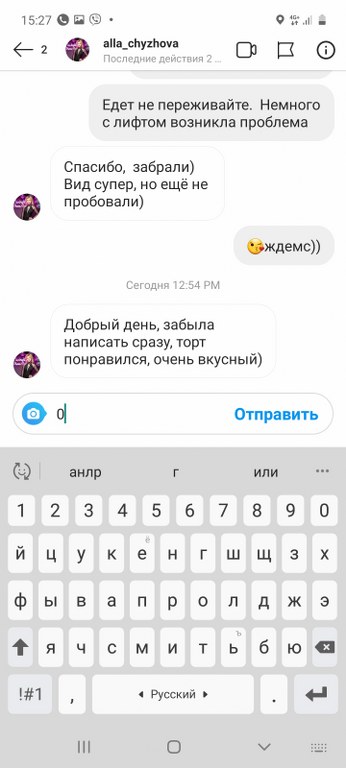 15:27
4G+
2
alla_chyzhova
Последние действия 2 ...
Едет не переживайте. Немного
с лифтом возникла проблема
Спасибо, забрали)
Вид супер, но ещё не
пробовали)
😘ждемс))
Сегодня 12:54 PM
Добрый день, забыла
написать сразу, торт
понравился, очень вкусный)
0
Отправить
анлр г или ...
1 2 3 4 5 6 7 8 9 0
ё
й ц у к е н г ш щ з х
ф ы в а п р о л д ж э
ъ
я ч с м и т ь б ю
!#1 , Русский .